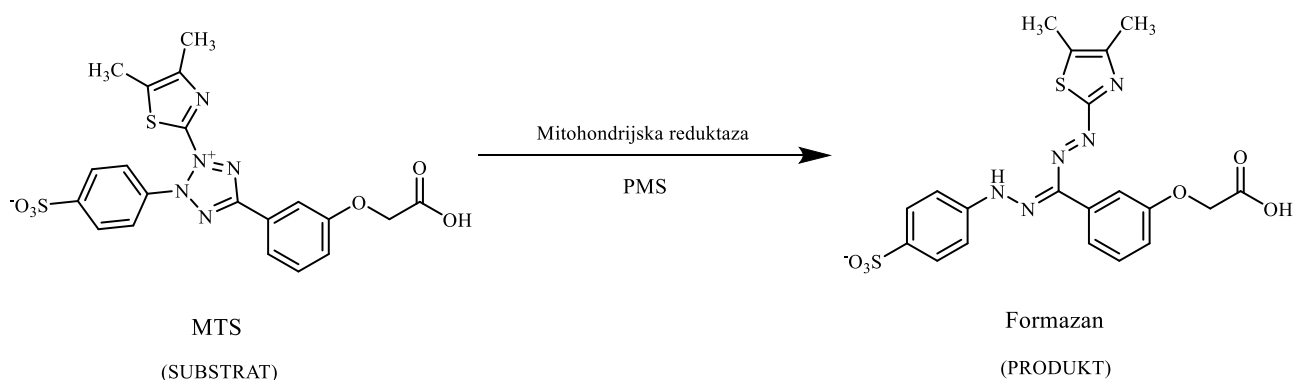 CH₃
H₃C
N
S
N⁺
N
N
N
⁻O₃S
O
O
OH
MTS
(SUBSTRAT)
Mitohondrijska reduktaza
PMS
H₃C
CH₃
S
N
N
N
H
N
N
O
O
OH
⁻O₃S
Formazan
(PRODUKT)